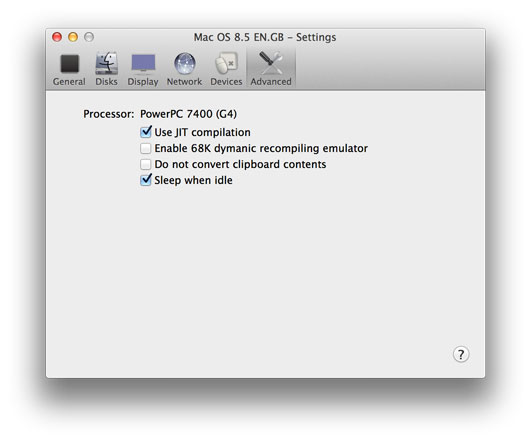 Mac OS 8.5 EN.GB – Settings
General Disks Display Network Devices Advanced
Processor: PowerPC 7400 (G4)
Use JIT compilation
Enable 68K dymanic recompiling emulator
Do not convert clipboard contents
Sleep when idle
?